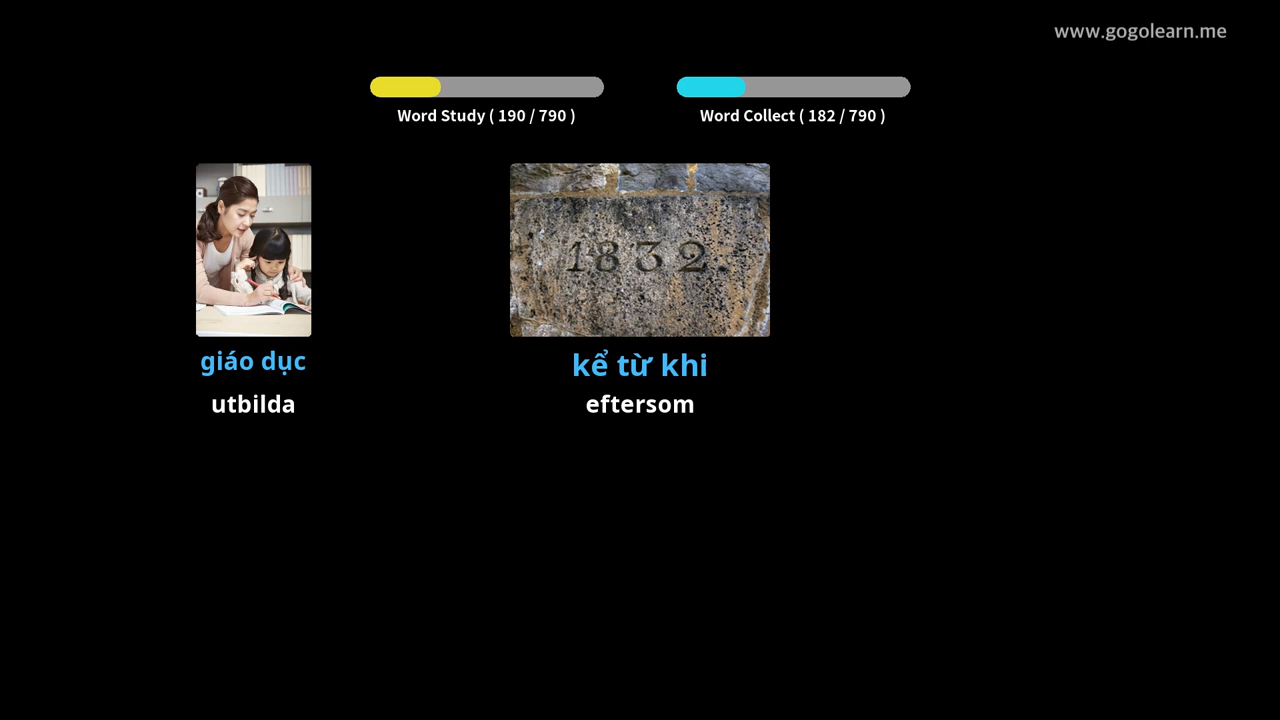 www.gogolearn.me
Word Study ( 190 / 790 )
Word Collect ( 182 / 790 )
1832.
giáo dục
kể từ khi
utbilda
eftersom